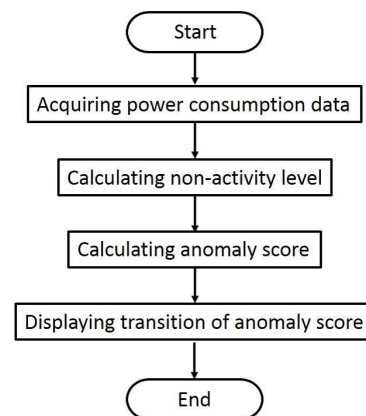 Start
Acquiring power consumption data
Calculating non-activity level
Calculating anomaly score
Displaying transition of anomaly score
End